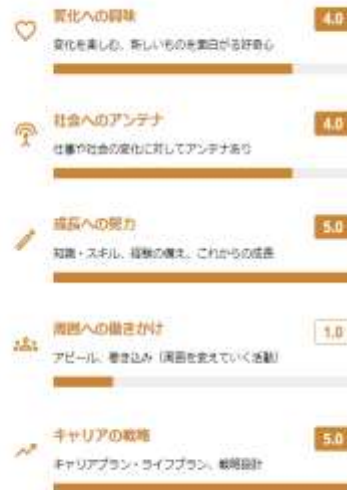 変化への興味
4.0
変化を楽しむ、新しいものを面白がる好奇心
社会へのアンテナ
4.0
仕事や社会の変化に対してアンテナあり
成長への努力
5.0
知識・スキル、経験の備え、これからの成長
周囲への働きかけ
1.0
アピール、巻き込み（周囲を変えていく活動）
キャリアの戦略
5.0
キャリアプラン・ライフプラン、戦略設計